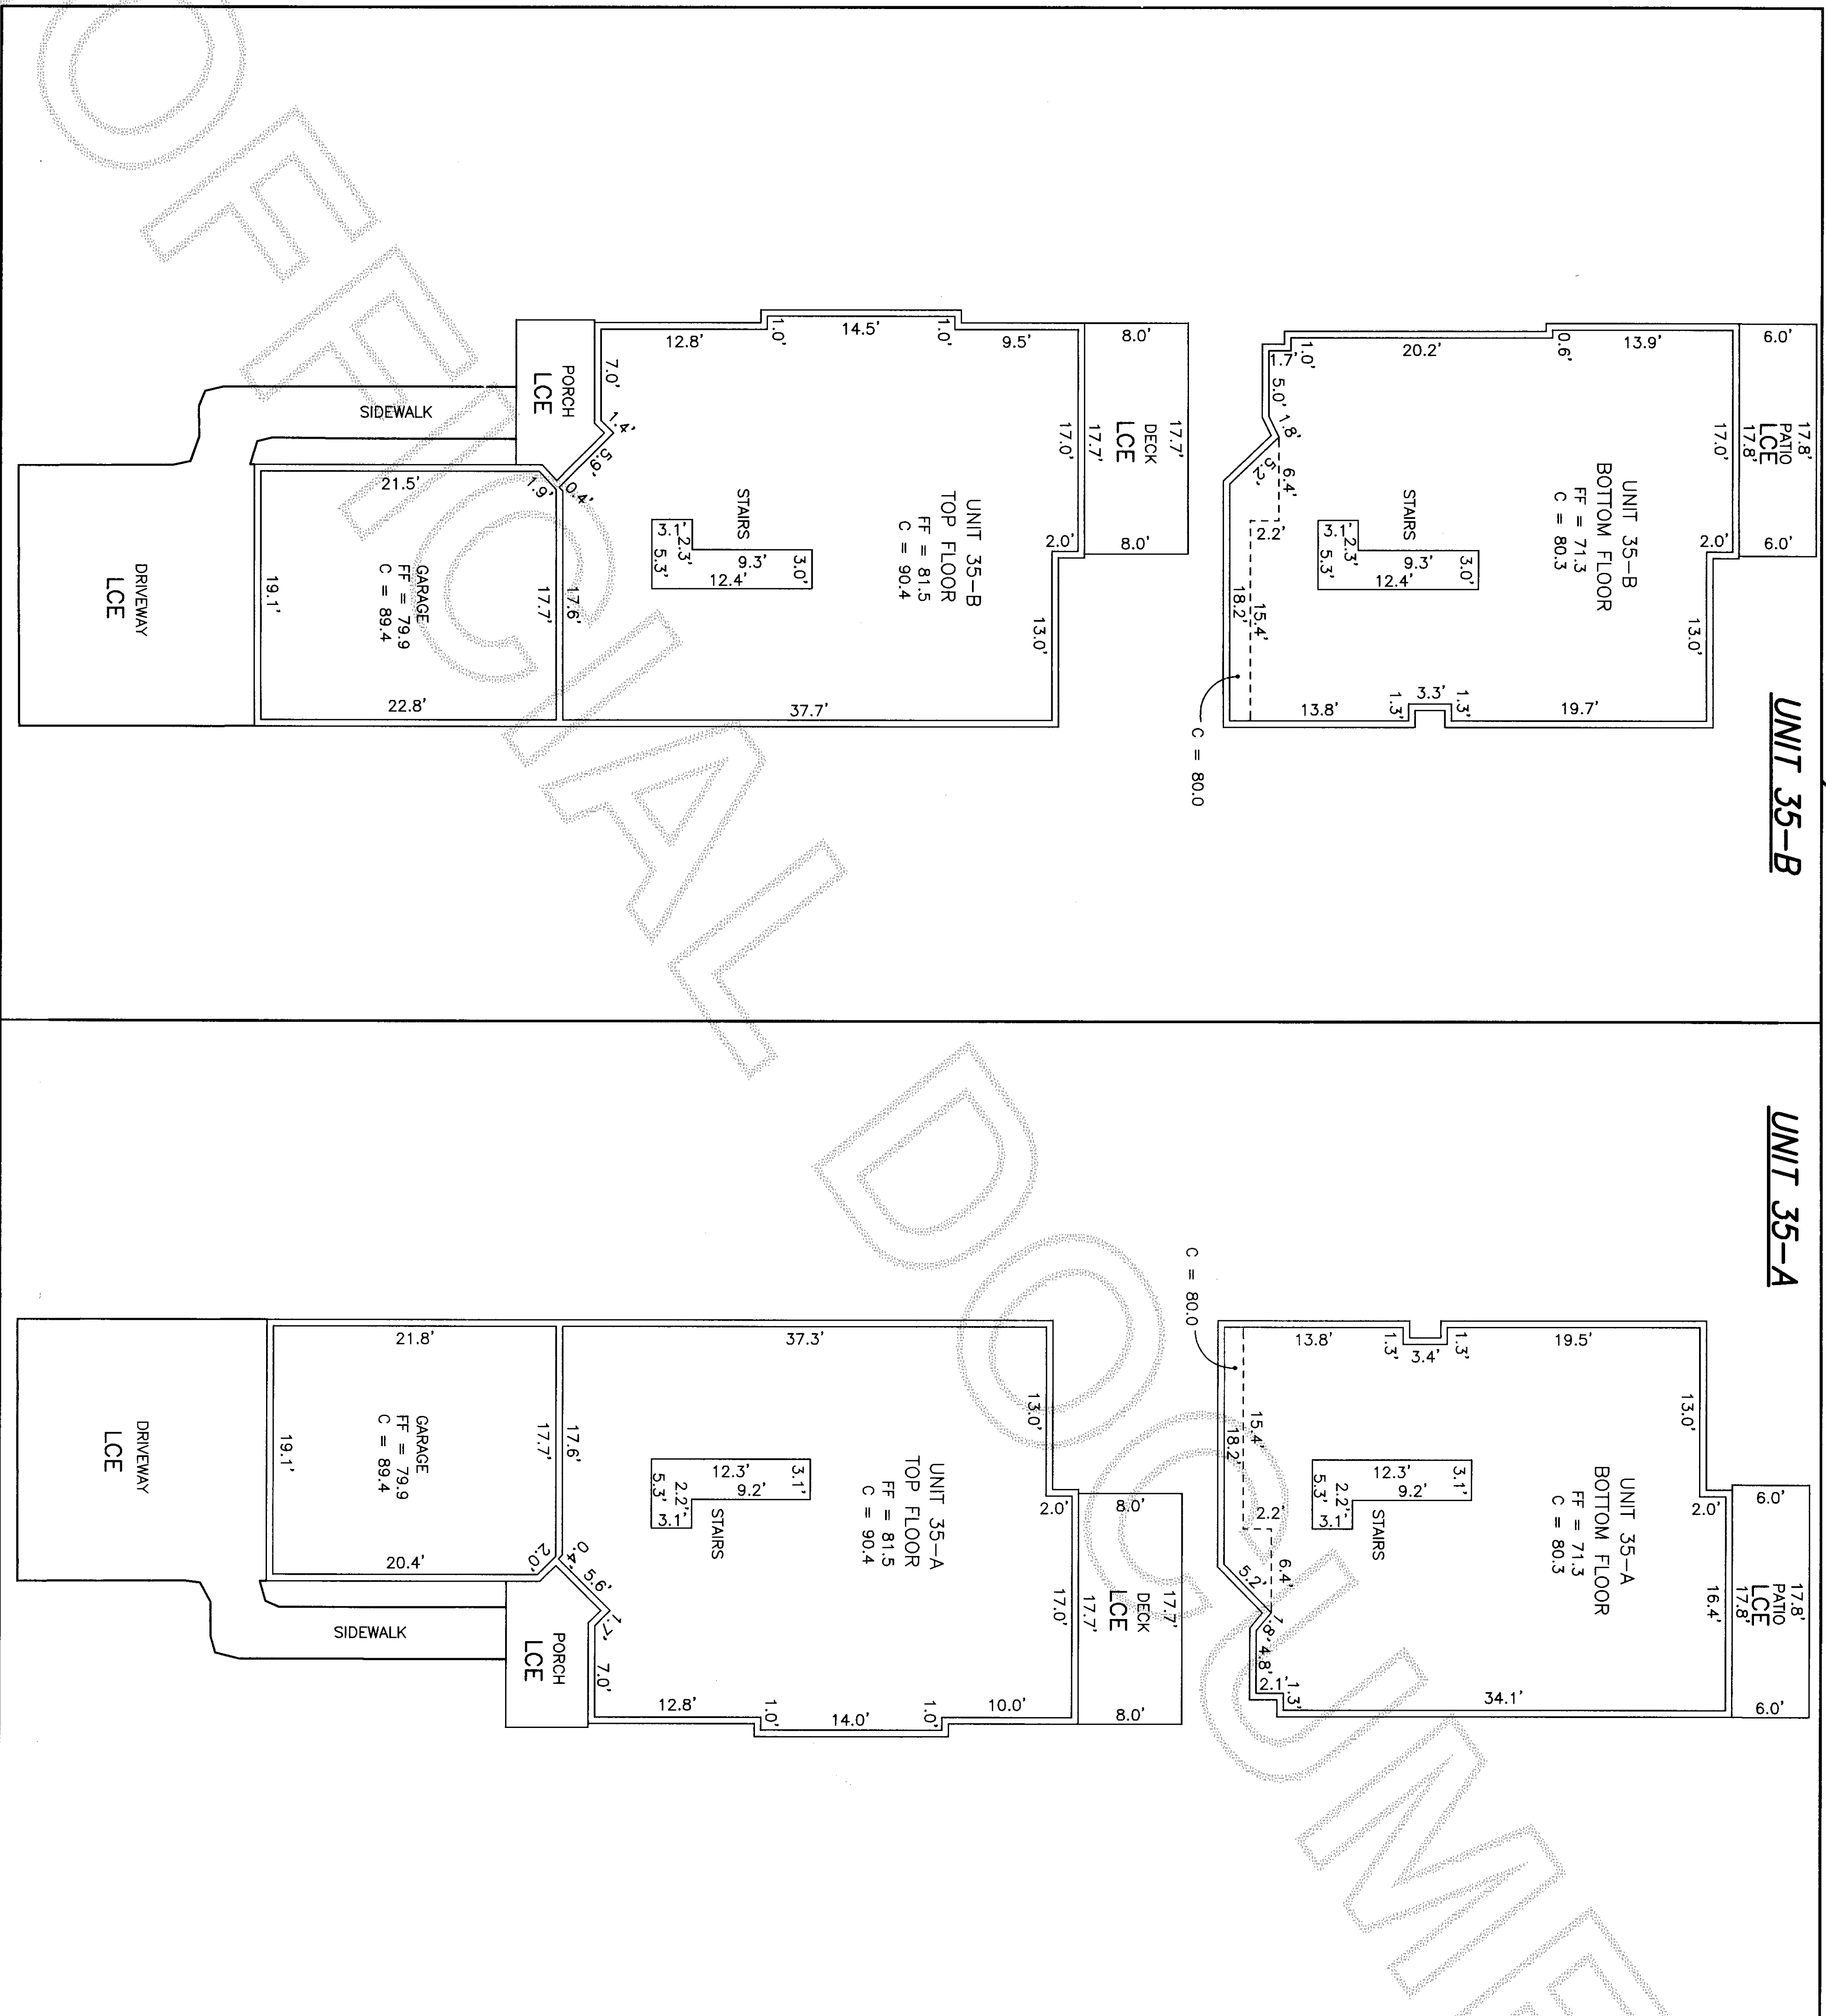 UNIT 35-B
17.8'
PATIO
LCE
17.8'
6.0'
6.0'
17.0'
2.0'
13.9'
13.0'
UNIT 35-B
BOTTOM FLOOR
FF = 71.3
C = 80.3
0.6'
20.2'
STAIRS
3.0'
9.3'
12.4'
2.3'
3.1'
5.3'
19.7'
1.3'
3.3'
1.3'
13.8'
1.0'
1.7'
5.0'
1.8'
5.2'
6.4'
2.2'
15.4'
18.2'
C = 80.0
17.7'
DECK
LCE
17.7'
8.0'
8.0'
17.0'
2.0'
9.5'
13.0'
1.0'
14.5'
1.0'
12.8'
UNIT 35-B
TOP FLOOR
FF = 81.5
C = 90.4
STAIRS
3.0'
9.3'
12.4'
2.3'
3.1'
5.3'
37.7'
7.0'
1.4'
5.9'
0.4'
17.6'
PORCH
LCE
1.9'
17.7'
21.5'
GARAGE
FF = 79.9
C = 89.4
22.8'
19.1'
SIDEWALK
DRIVEWAY
LCE
UNIT 35-A
17.8'
PATIO
LCE
17.8'
6.0'
6.0'
16.4'
2.0'
13.0'
UNIT 35-A
BOTTOM FLOOR
FF = 71.3
C = 80.3
19.5'
1.3'
3.4'
1.3'
13.8'
3.1'
12.3'
9.2'
2.2'
5.3'
3.1'
STAIRS
34.1'
1.3'
2.1'
4.8'
1.8'
5.2'
6.4'
2.2'
15.4'
18.2'
C = 80.0
17.7'
DECK
LCE
17.7'
8.0'
8.0'
17.0'
2.0'
13.0'
10.0'
1.0'
14.0'
1.0'
12.8'
37.3'
UNIT 35-A
TOP FLOOR
FF = 81.5
C = 90.4
3.1'
12.3'
9.2'
2.2'
5.3'
3.1'
STAIRS
7.0'
1.7'
5.6'
0.4'
17.6'
PORCH
LCE
2.0'
17.7'
21.8'
GARAGE
FF = 79.9
C = 89.4
20.4'
19.1'
SIDEWALK
DRIVEWAY
LCE
OFFICIAL DOCUME